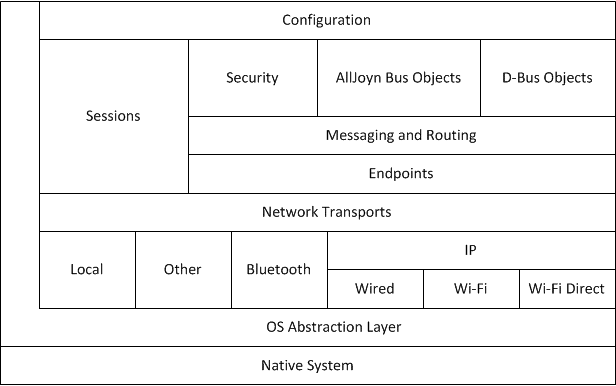 Configuration
Security
AllJoyn Bus Objects
D-Bus Objects
Sessions
Messaging and Routing
Endpoints
Network Transports
Local
Other
Bluetooth
IP
Wired
Wi-Fi
Wi-Fi Direct
OS Abstraction Layer
Native System